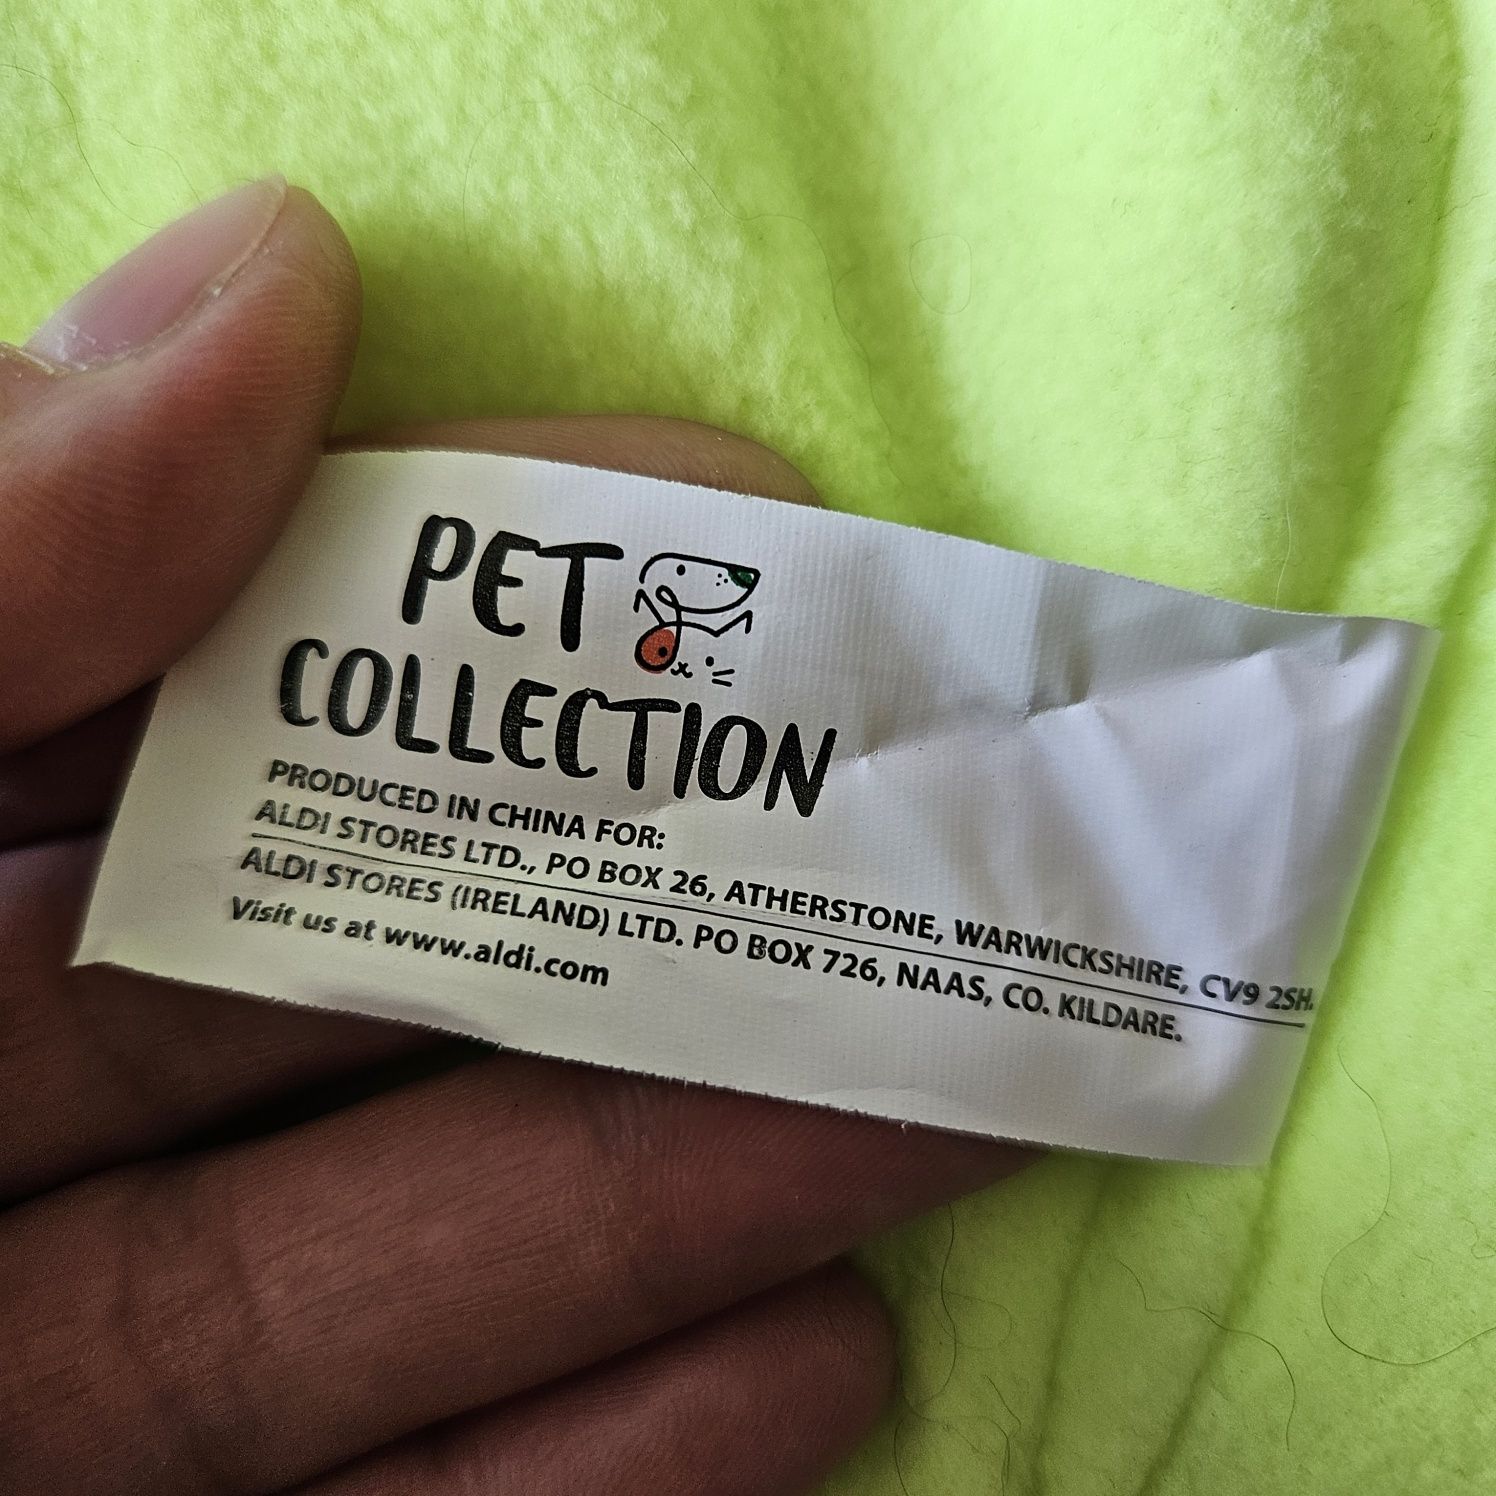 PET
COLLECTION
PRODUCED IN CHINA FOR:
ALDI STORES LTD., PO BOX 26, ATHERSTONE, WARWICKSHIRE, CV9 2SH.
ALDI STORES (IRELAND) LTD. PO BOX 726, NAAS, CO. KILDARE.
Visit us at www.aldi.com